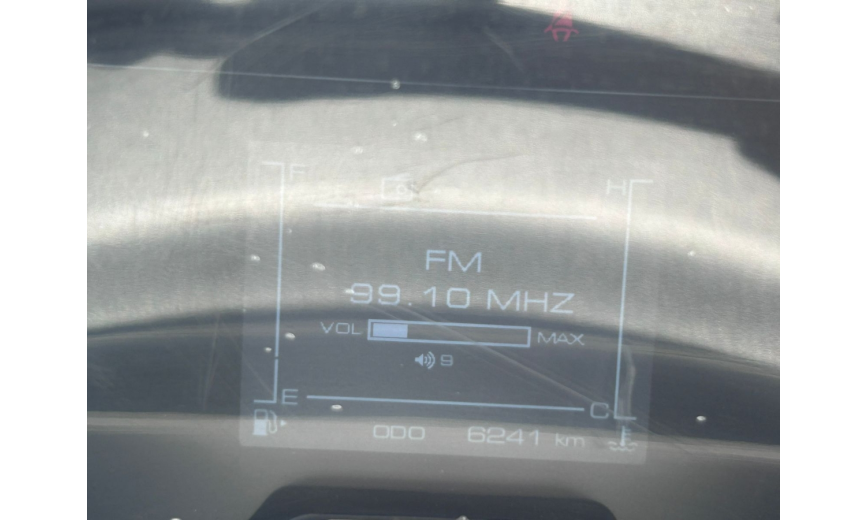 F
H
FM
99.10 MHZ
VOL MAX
9
E C
ODO 6241 km